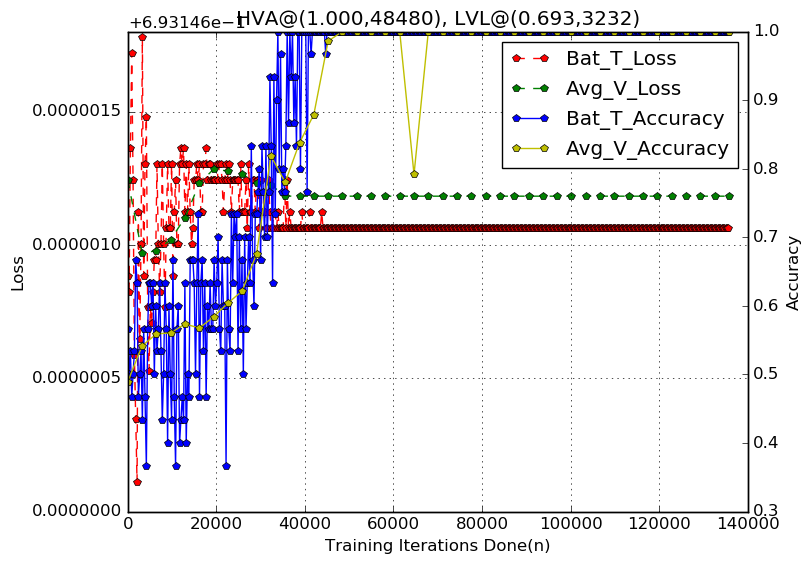 HVA@(1.000,48480), LVL@(0.693,3232)
+6.93146e−1
Bat_T_Loss
Avg_V_Loss
Bat_T_Accuracy
Avg_V_Accuracy
Loss
0.0000015
0.0000010
0.0000005
0.0000000
1.0
0.9
0.8
0.7
0.6
0.5
0.4
0.3
Accuracy
0 20000 40000 60000 80000 100000 120000 140000
Training Iterations Done(n)